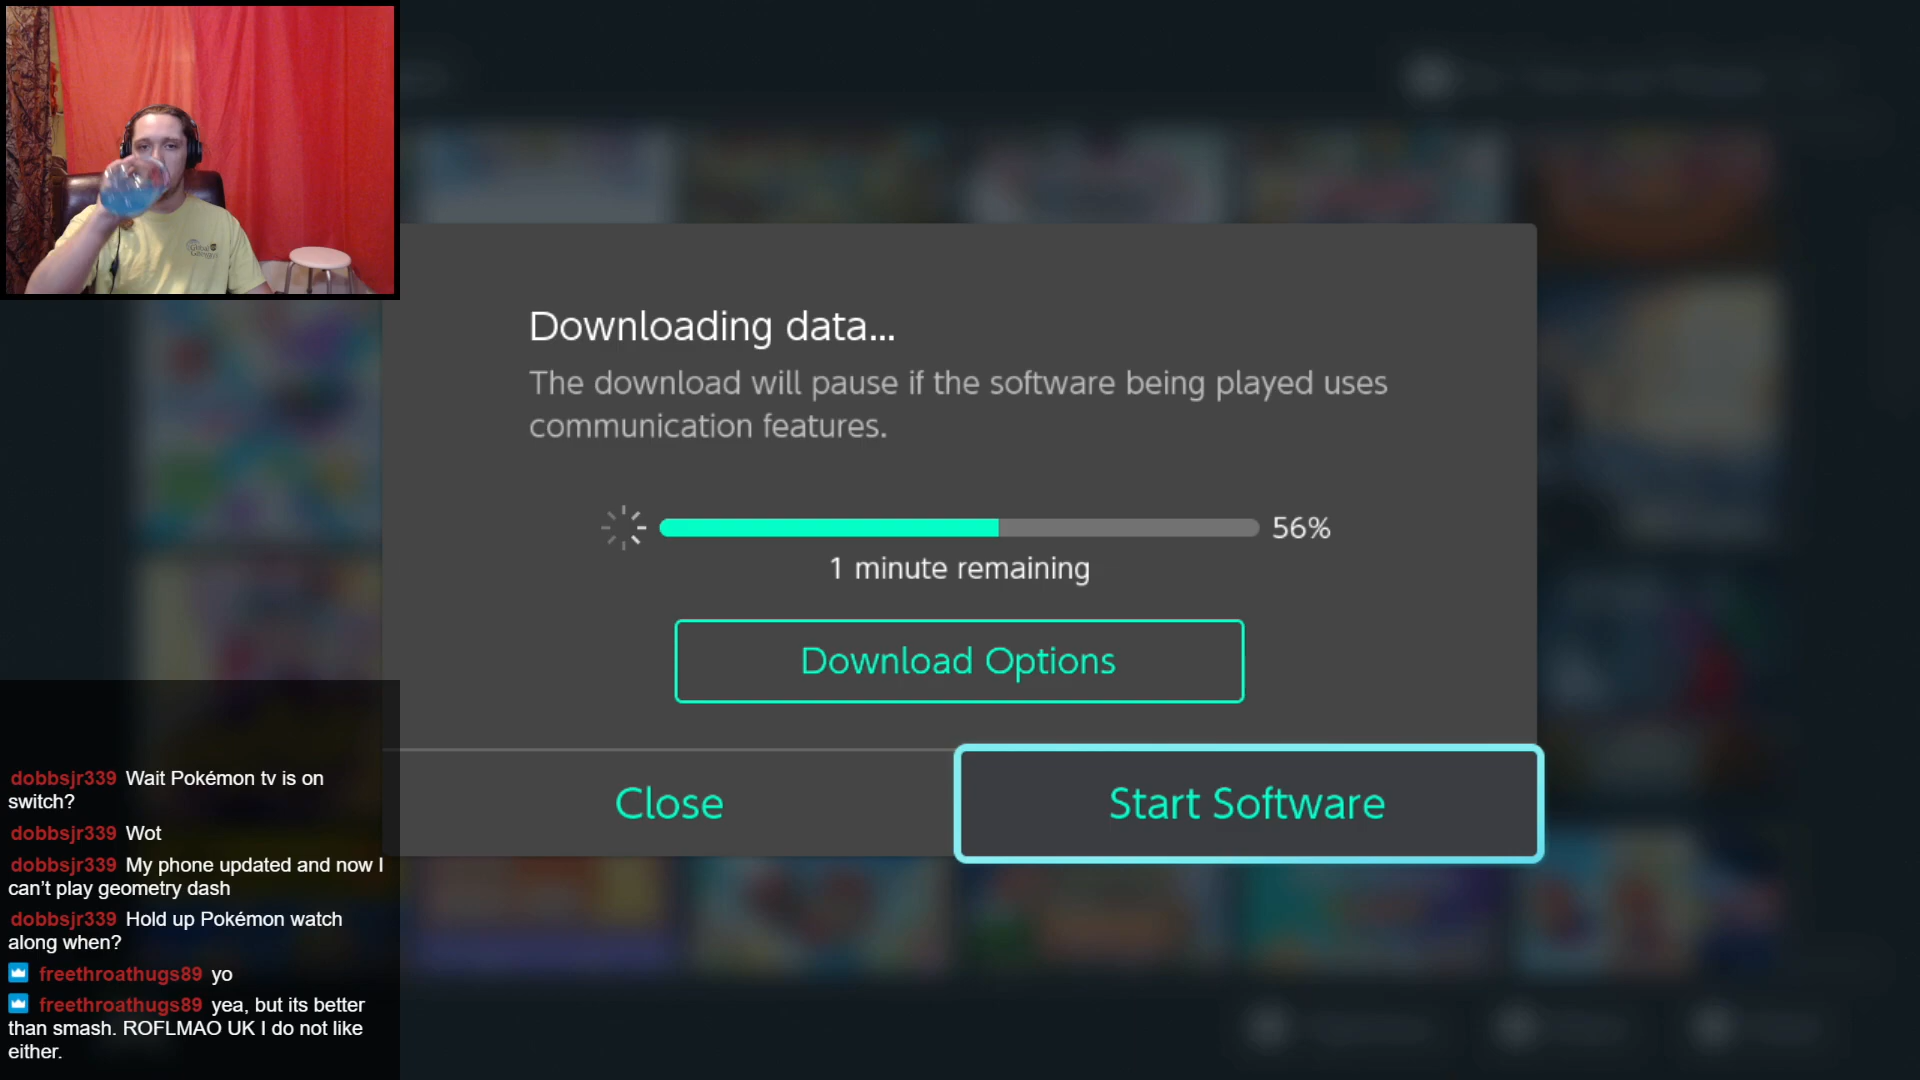 Downloading data...
The download will pause if the software being played uses
communication features.
56%
1 minute remaining
Download Options
Close
Start Software
dobbsjr339 Wait Pokémon tv is on
switch?
dobbsjr339 Wot
dobbsjr339 My phone updated and now I
can't play geometry dash
dobbsjr339 Hold up Pokémon watch
along when?
freethroathugs89 yo
freethroathugs89 yea, but its better
than smash. ROFLMAO UK I do not like
either.